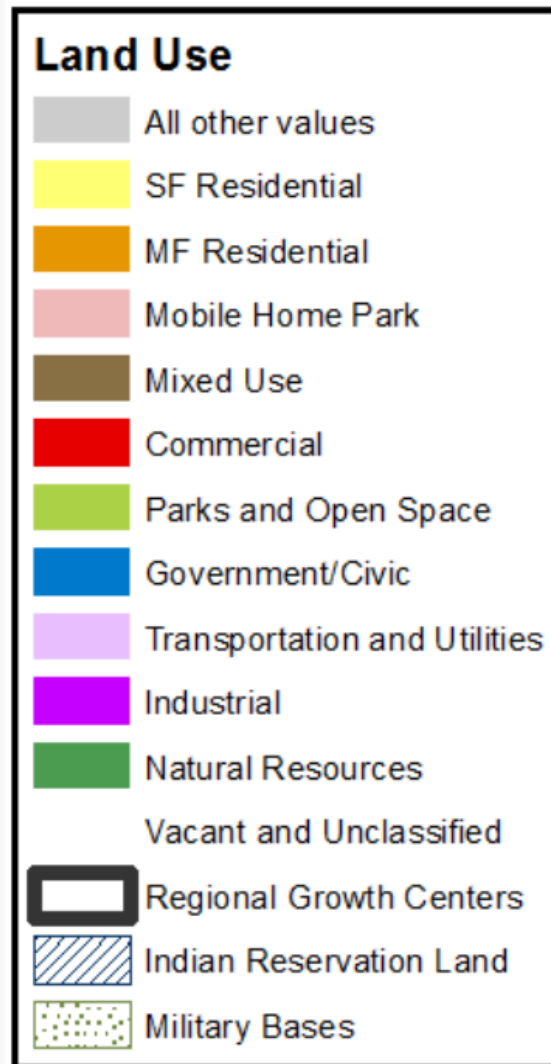 Land Use
All other values
SF Residential
MF Residential
Mobile Home Park
Mixed Use
Commercial
Parks and Open Space
Government/Civic
Transportation and Utilities
Industrial
Natural Resources
Vacant and Unclassified
Regional Growth Centers
Indian Reservation Land
Military Bases